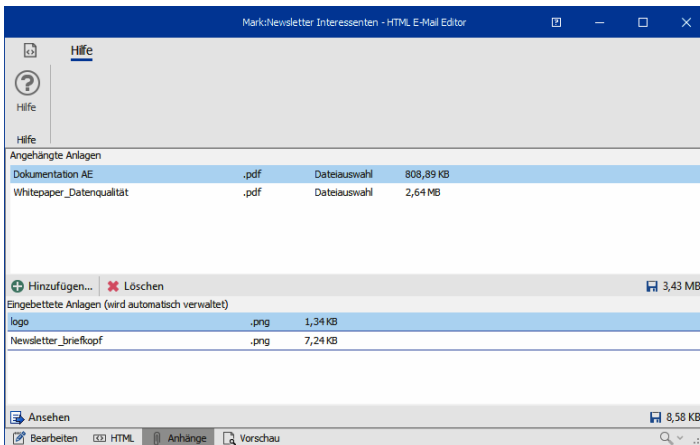 Mark:Newsletter Interessenten - HTML E-Mail Editor
Hilfe
Hilfe
Hilfe
Angehängte Anlagen
Dokumentation AE .pdf Dateiauswahl 808,89 KB
Whitepaper_Datenqualität .pdf Dateiauswahl 2,64 MB
Hinzufügen... Löschen 3,43 MB
Eingebettete Anlagen (wird automatisch verwaltet)
logo .png 1,34 KB
Newsletter_briefkopf .png 7,24 KB
Ansehen 8,58 KB
Bearbeiten HTML Anhänge Vorschau